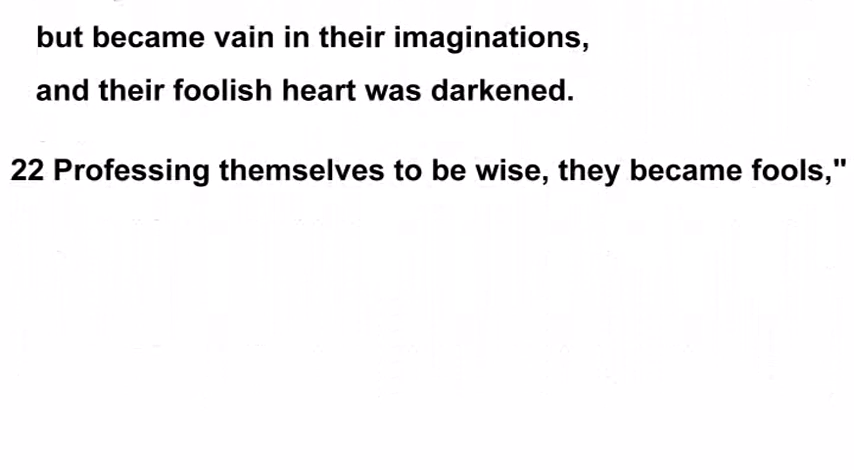 but became vain in their imaginations,
and their foolish heart was darkened.
22 Professing themselves to be wise, they became fools,"